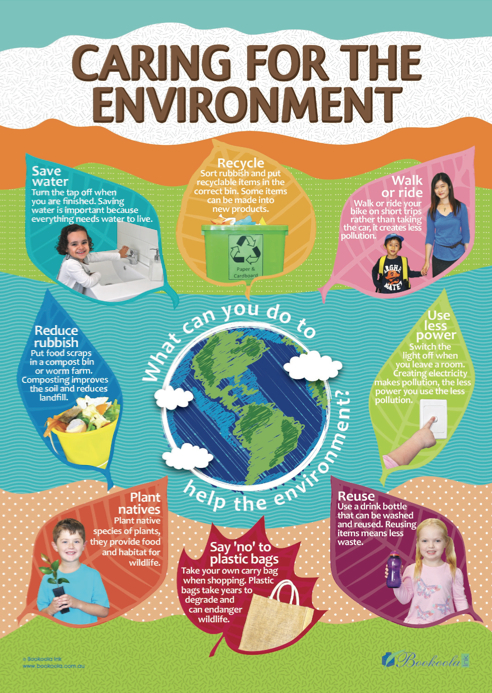 CARING FOR THE
ENVIRONMENT
Save
water
Turn the tap off when
you are finished. Saving
water is important because
everything needs water to live.
Recycle
Sort rubbish and put
recyclable items in the
correct bin. Some items
can be made into
new products.
Paper &
Cardboard
Walk
or ride
Walk or ride your
bike on short trips
rather than taking
the car, it creates less
pollution.
Reduce
rubbish
Put food scraps
in a compost bin
or worm farm.
Composting improves
the soil and reduces
landfill.
What can you do to
help the environment?
Use
less
power
Switch the
light off when
you leave a room.
Creating electricity
makes pollution, the less
power you use the less
pollution.
Plant
natives
Plant native
species of plants,
they provide food
and habitat for
wildlife.
Say 'no' to
plastic bags
Take your own carry bag
when shopping. Plastic
bags take years to
degrade and
can endanger
wildlife.
Reuse
Use a drink bottle
that can be washed
and reused. Reusing
items means less
waste.
© Bookoola Ink
www.bookoola.com.au
Bookoola